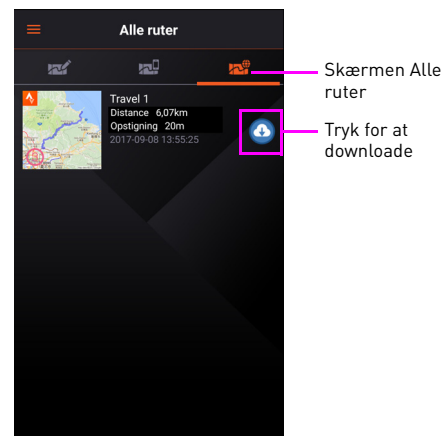 Alle ruter
Travel 1
Distance 6,07km
Opstigning 20m
2017-09-08 13:55:25
Skærmen Alle
ruter
Tryk for at
downloade